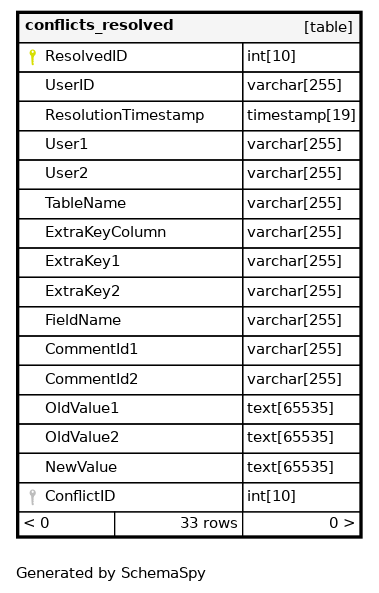 conflicts_resolved [table]
ResolvedID int[10]
UserID varchar[255]
ResolutionTimestamp timestamp[19]
User1 varchar[255]
User2 varchar[255]
TableName varchar[255]
ExtraKeyColumn varchar[255]
ExtraKey1 varchar[255]
ExtraKey2 varchar[255]
FieldName varchar[255]
CommentId1 varchar[255]
CommentId2 varchar[255]
OldValue1 text[65535]
OldValue2 text[65535]
NewValue text[65535]
ConflictID int[10]
< 0 33 rows 0 >
Generated by SchemaSpy